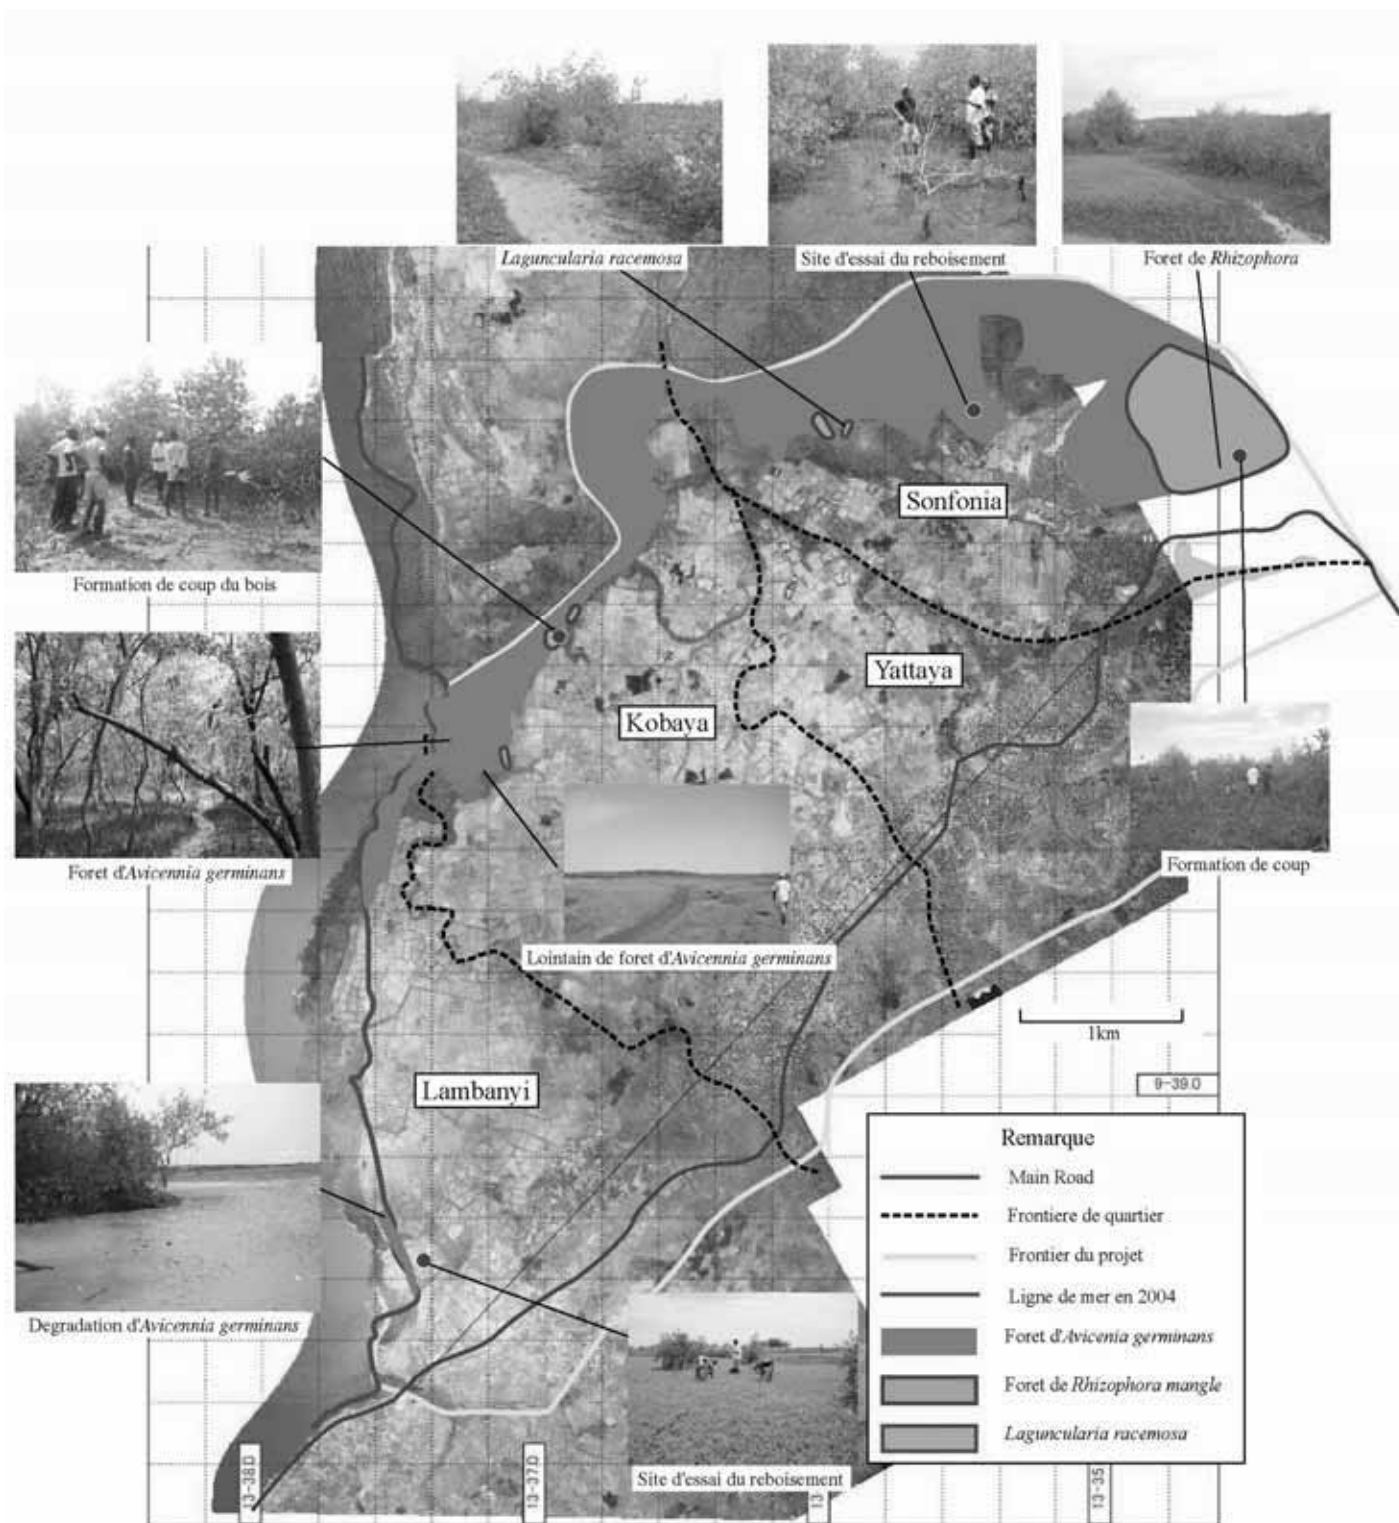 Laguncularia racemosa
Site d'essai du reboisement
Foret de Rhizophora
Formation de coup du bois
Sonfonia
Yattaya
Kobaya
Foret d'Avicennia germinans
Formation de coup
Lointain de foret d'Avicennia germinans
1km
Lambanyi
9-39.0
Remarque
Main Road
Frontiere de quartier
Frontier du projet
Ligne de mer en 2004
Foret d'Avicenia germinans
Foret de Rhizophora mangle
Laguncularia racemosa
Degradation d'Avicennia germinans
Site d'essai du reboisement
13-38.0
13-37.0
13-35